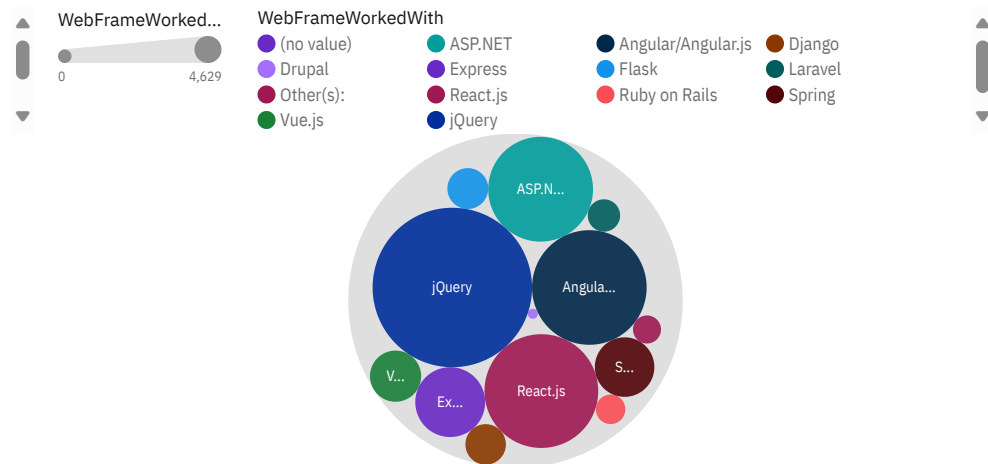 WebFrameWorked...
0 4,629
WebFrameWorkedWith
(no value) ASP.NET Angular/Angular.js Django
Drupal Express Flask Laravel
Other(s): React.js Ruby on Rails Spring
Vue.js jQuery
ASP.N...
jQuery
Angula...
S...
V...
React.js
Ex...